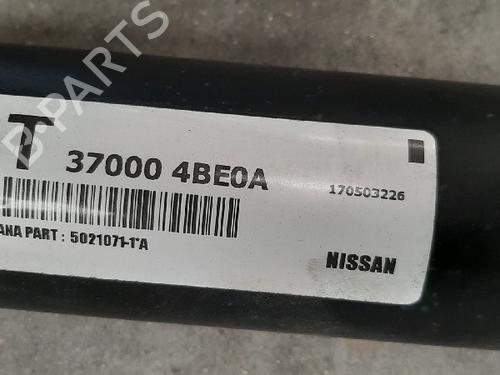 T 37000 4BE0A
170503226
ANA PART : 5021071-1*A
NISSAN
D-PARTS